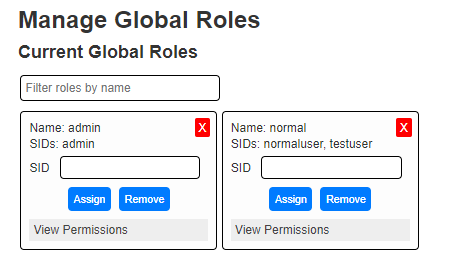 Manage Global Roles
Current Global Roles
Filter roles by name
Name: admin
X
SIDs: admin
SID
Assign
Remove
View Permissions
Name: normal
X
SIDs: normaluser, testuser
SID
Assign
Remove
View Permissions